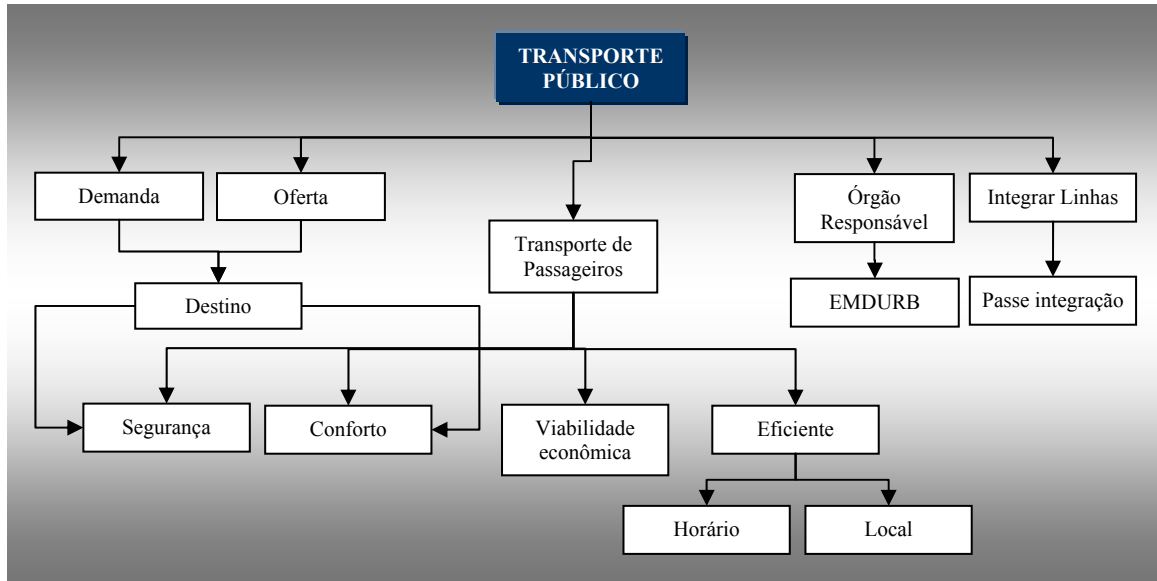 TRANSPORTE
PÚBLICO
Demanda
Oferta
Órgão
Responsável
Integrar Linhas
Transporte de
Passageiros
Destino
EMDURB
Passe integração
Segurança
Conforto
Viabilidade
econômica
Eficiente
Horário
Local